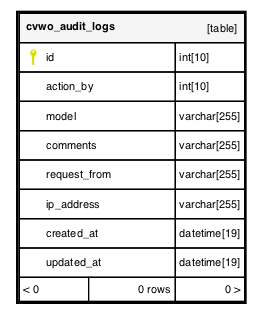 cvwo_audit_logs [table]
id int[10]
action_by int[10]
model varchar[255]
comments varchar[255]
request_from varchar[255]
ip_address varchar[255]
created_at datetime[19]
updated_at datetime[19]
< 0 0 rows 0 >